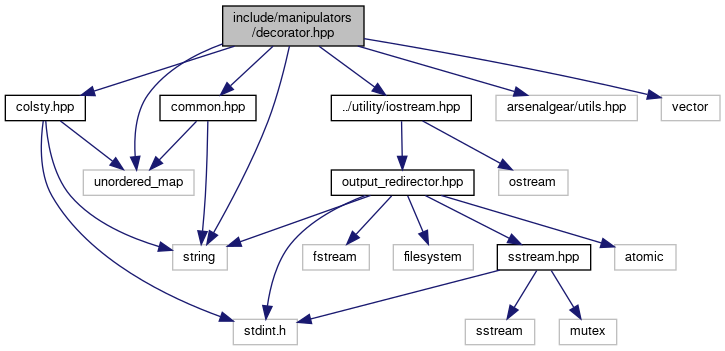 include/manipulators
/decorator.hpp
colsty.hpp
common.hpp
../utility/iostream.hpp
arsenalgear/utils.hpp
vector
unordered_map
output_redirector.hpp
ostream
string
fstream
filesystem
sstream.hpp
atomic
stdint.h
sstream
mutex